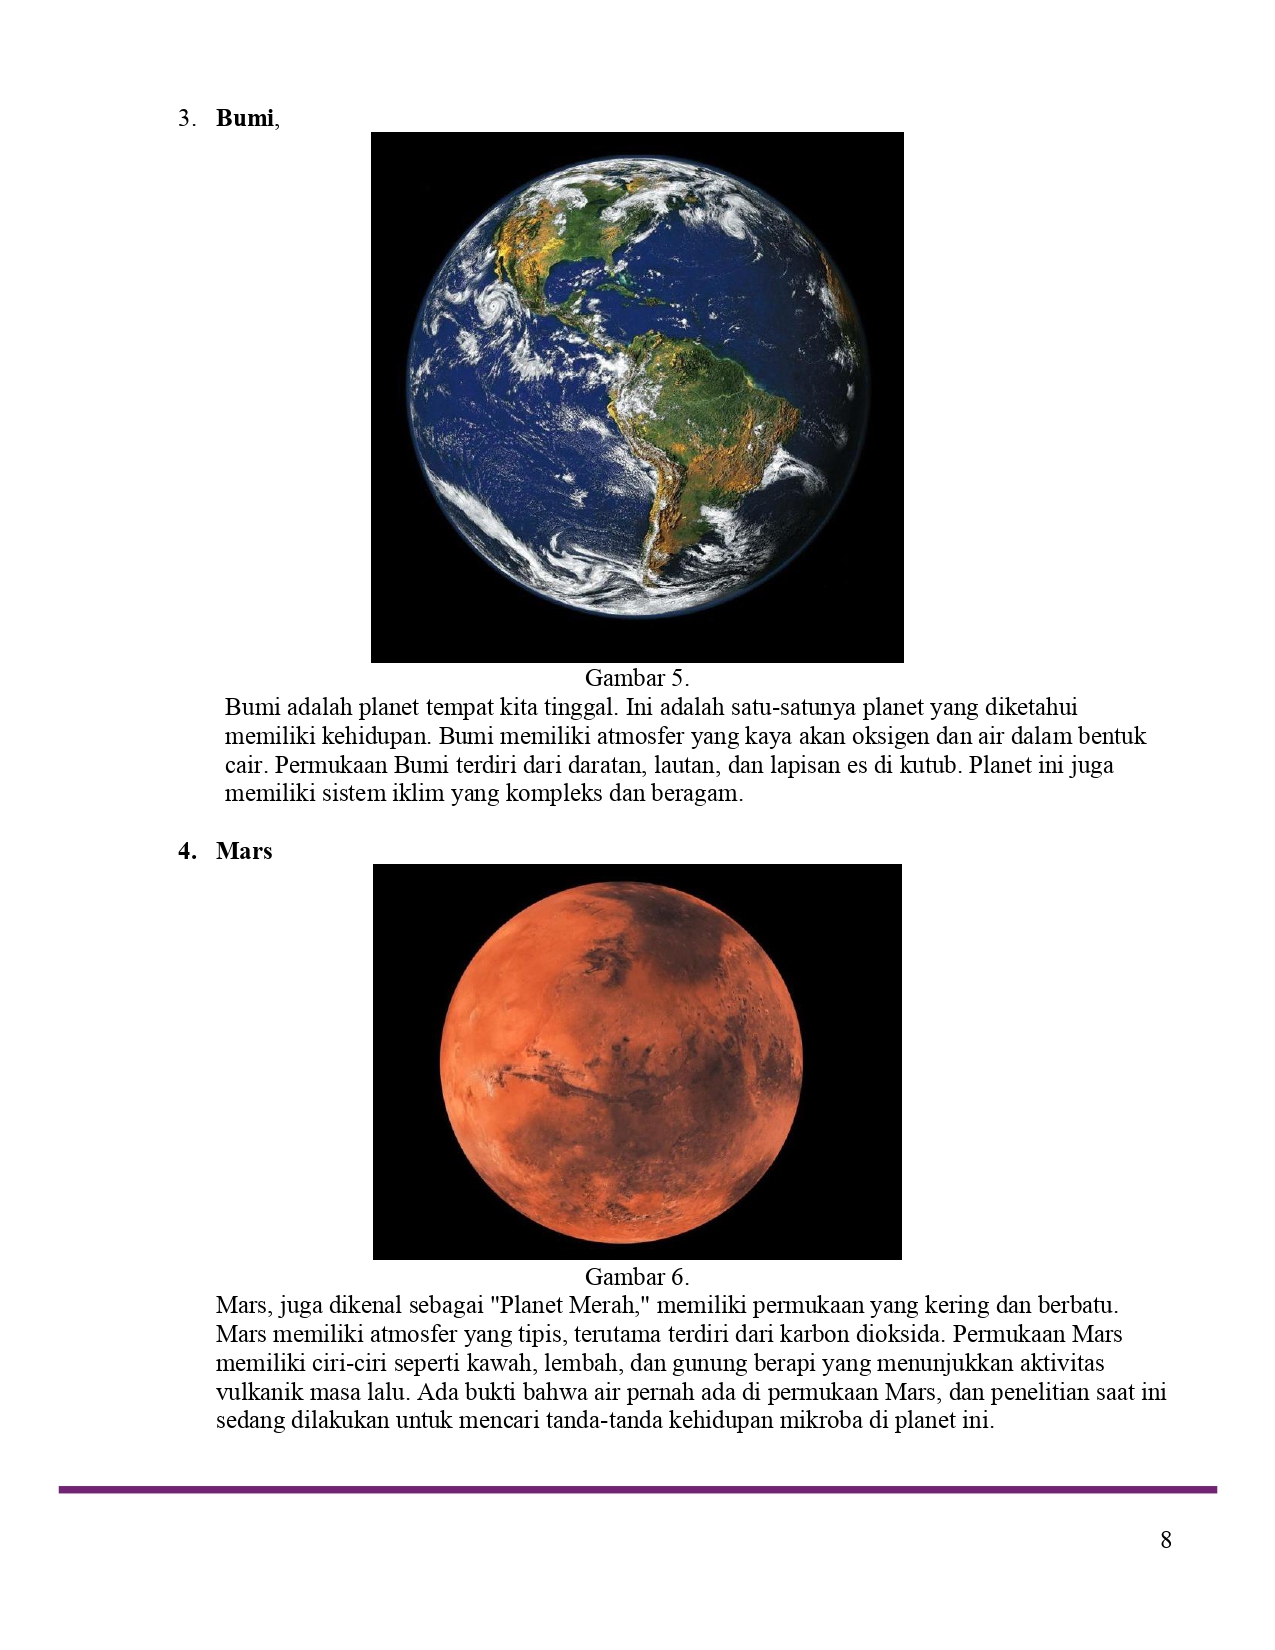 3. Bumi,
Gambar 5.
Bumi adalah planet tempat kita tinggal. Ini adalah satu-satunya planet yang diketahui
memiliki kehidupan. Bumi memiliki atmosfer yang kaya akan oksigen dan air dalam bentuk
cair. Permukaan Bumi terdiri dari daratan, lautan, dan lapisan es di kutub. Planet ini juga
memiliki sistem iklim yang kompleks dan beragam.
4. Mars
Gambar 6.
Mars, juga dikenal sebagai "Planet Merah," memiliki permukaan yang kering dan berbatu.
Mars memiliki atmosfer yang tipis, terutama terdiri dari karbon dioksida. Permukaan Mars
memiliki ciri-ciri seperti kawah, lembah, dan gunung berapi yang menunjukkan aktivitas
vulkanik masa lalu. Ada bukti bahwa air pernah ada di permukaan Mars, dan penelitian saat ini
sedang dilakukan untuk mencari tanda-tanda kehidupan mikroba di planet ini.
8